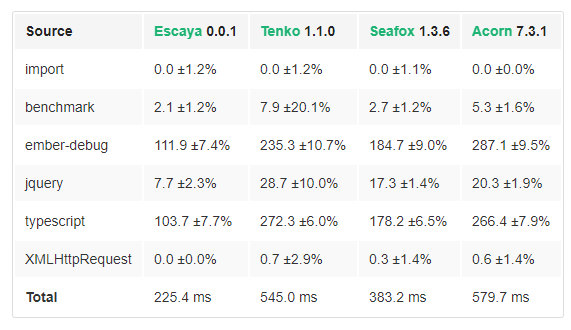 Source Escaya 0.0.1 Tenko 1.1.0 Seafox 1.3.6 Acorn 7.3.1
import 0.0 ±1.2% 0.0 ±1.2% 0.0 ±1.1% 0.0 ±0.0%
benchmark 2.1 ±1.2% 7.9 ±20.1% 2.7 ±1.2% 5.3 ±1.6%
ember-debug 111.9 ±7.4% 235.3 ±10.7% 184.7 ±9.0% 287.1 ±9.5%
jquery 7.7 ±2.3% 28.7 ±10.0% 17.3 ±1.4% 20.3 ±1.9%
typescript 103.7 ±7.7% 272.3 ±6.0% 178.2 ±6.5% 266.4 ±7.9%
XMLHttpRequest 0.0 ±0.0% 0.7 ±2.9% 0.3 ±1.4% 0.6 ±1.4%
Total 225.4 ms 545.0 ms 383.2 ms 579.7 ms